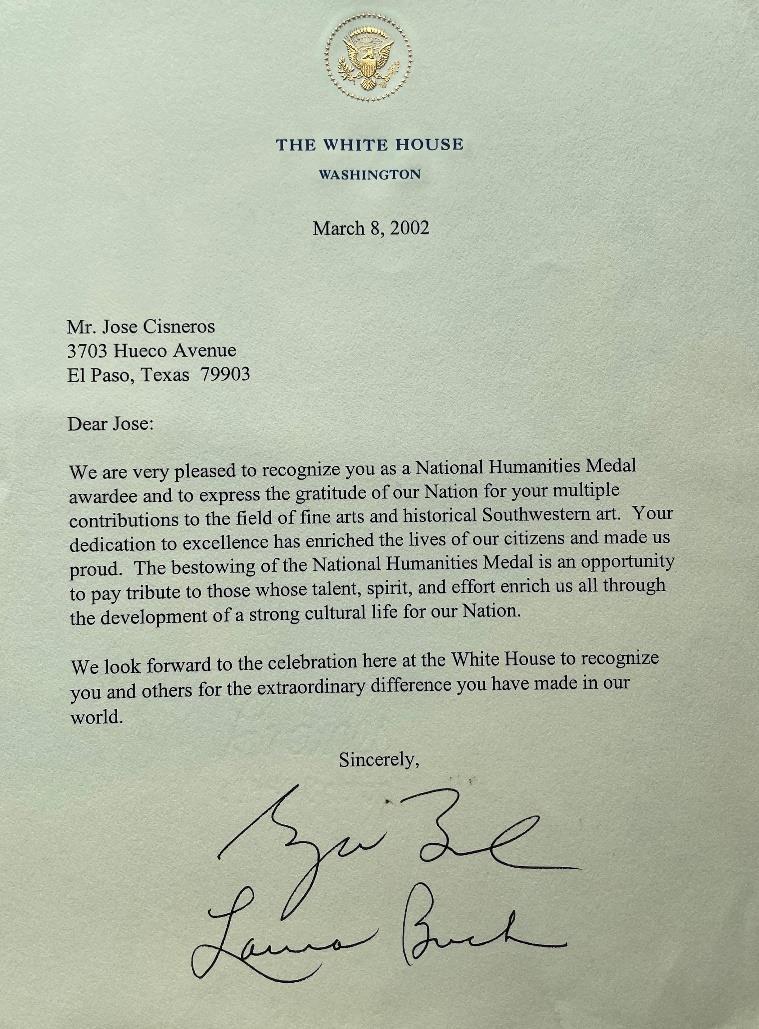 THE WHITE HOUSE
WASHINGTON
March 8, 2002
Mr. Jose Cisneros
3703 Hueco Avenue
El Paso, Texas  79903
Dear Jose:
We are very pleased to recognize you as a National Humanities Medal
awardee and to express the gratitude of our Nation for your multiple
contributions to the field of fine arts and historical Southwestern art.  Your
dedication to excellence has enriched the lives of our citizens and made us
proud.  The bestowing of the National Humanities Medal is an opportunity
to pay tribute to those whose talent, spirit, and effort enrich us all through
the development of a strong cultural life for our Nation.
We look forward to the celebration here at the White House to recognize
you and others for the extraordinary difference you have made in our
world.
Sincerely,
Laura Bush